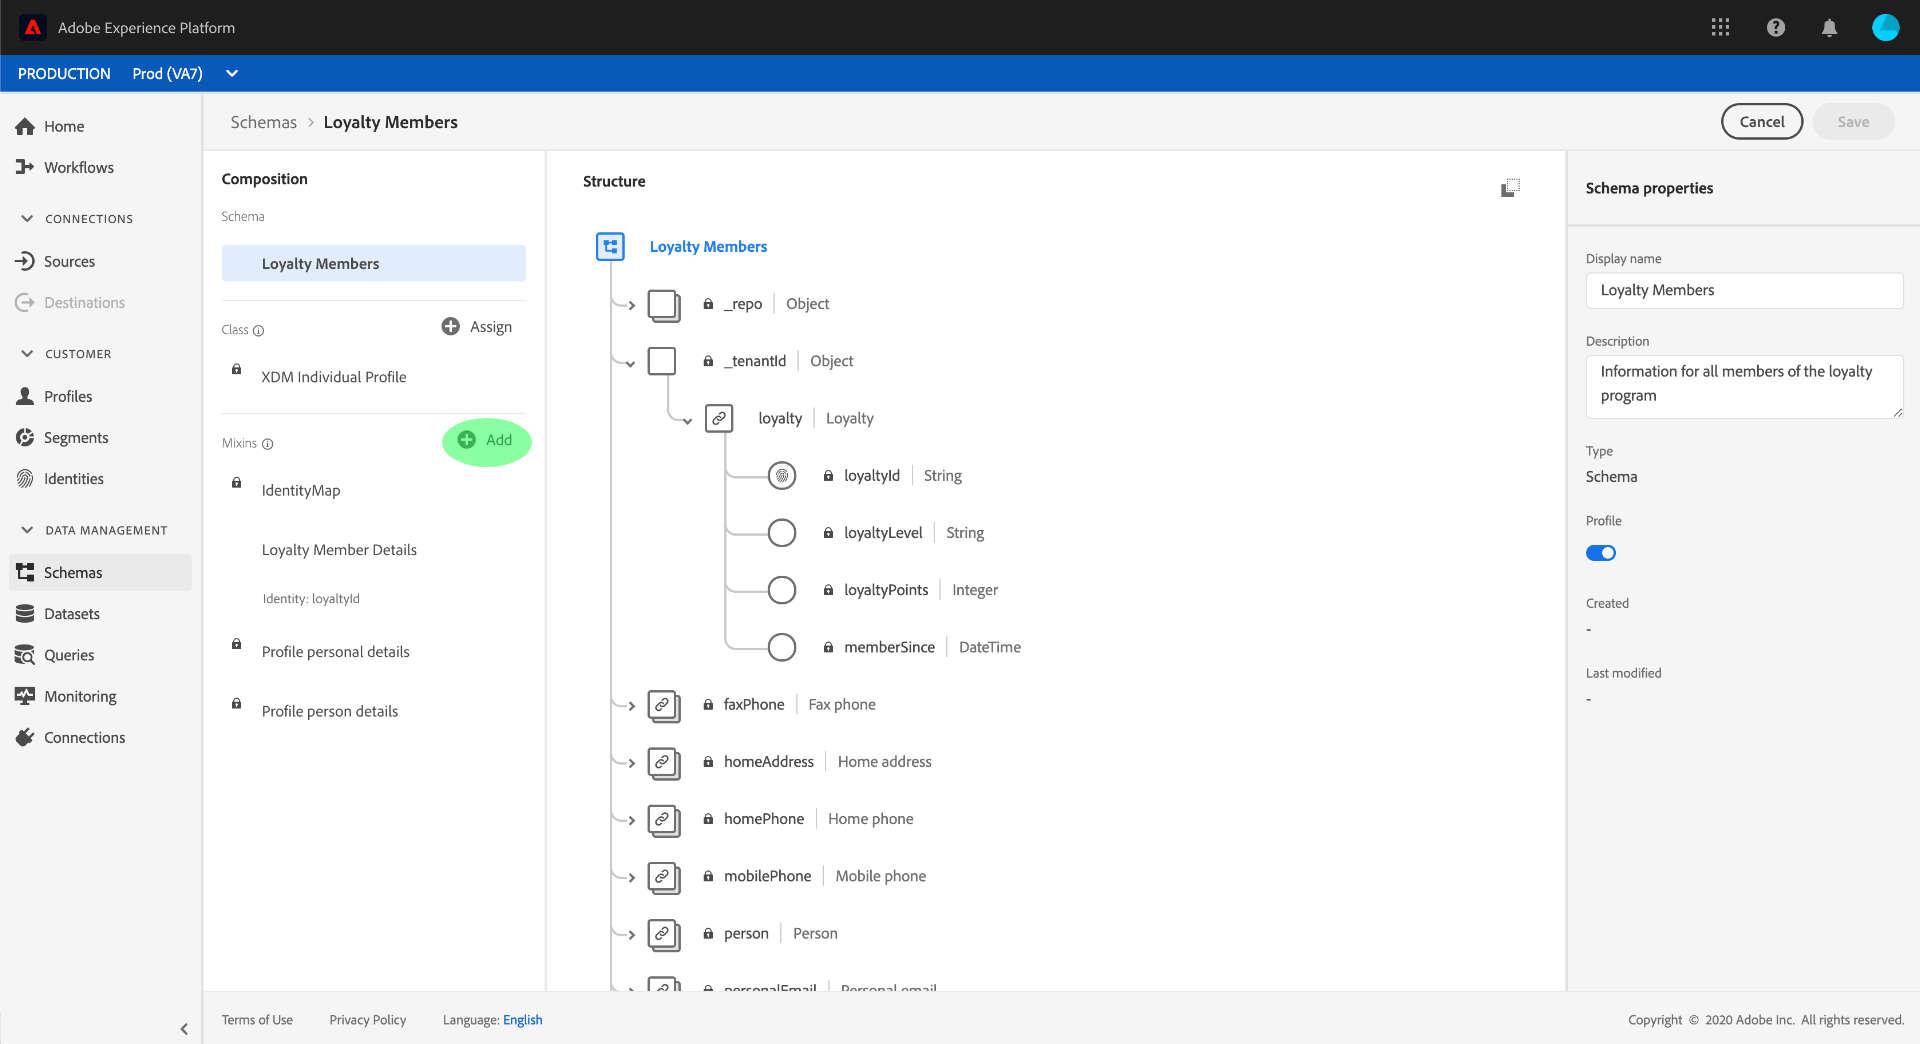 Adobe Experience Platform
PRODUCTION Prod (VA7)
Home
Workflows
CONNECTIONS
Sources
Destinations
CUSTOMER
Profiles
Segments
Identities
DATA MANAGEMENT
Schemas
Datasets
Queries
Monitoring
Connections
Schemas > Loyalty Members
Cancel
Save
Composition
Schema
Loyalty Members
Class
Assign
XDM Individual Profile
Mixins
Add
IdentityMap
Loyalty Member Details
Identity: loyaltyId
Profile personal details
Profile person details
Structure
Loyalty Members
_repo | Object
_tenantId | Object
loyalty | Loyalty
loyaltyId | String
loyaltyLevel | String
loyaltyPoints | Integer
memberSince | DateTime
faxPhone | Fax phone
homeAddress | Home address
homePhone | Home phone
mobilePhone | Mobile phone
person | Person
personalEmail | Personal email
Schema properties
Display name
Loyalty Members
Description
Information for all members of the loyalty
program
Type
Schema
Profile
Created
-
Last modified
-
Terms of Use Privacy Policy Language: English
Copyright © 2020 Adobe Inc. All rights reserved.